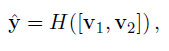 ŷ = H([v₁, v₂]) ,